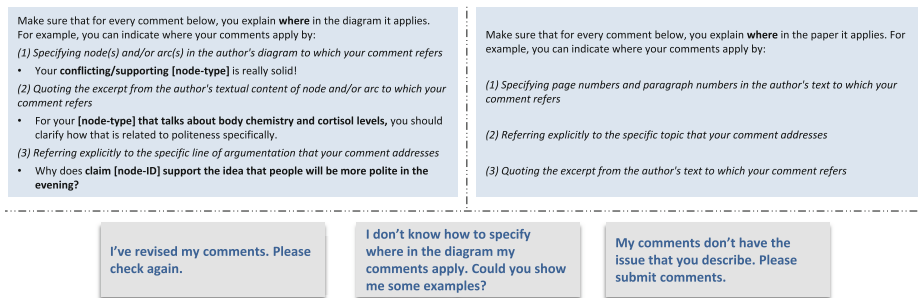 Make sure that for every comment below, you explain where in the diagram it applies.
For example, you can indicate where your comments apply by:
(1) Specifying node(s) and/or arc(s) in the author's diagram to which your comment refers
• Your conflicting/supporting [node-type] is really solid!
(2) Quoting the excerpt from the author's textual content of node and/or arc to which your
comment refers
• For your [node-type] that talks about body chemistry and cortisol levels, you should
clarify how that is related to politeness specifically.
(3) Referring explicitly to the specific line of argumentation that your comment addresses
• Why does claim [node-ID] support the idea that people will be more polite in the
evening?
Make sure that for every comment below, you explain where in the paper it applies. For
example, you can indicate where your comments apply by:
(1) Specifying page numbers and paragraph numbers in the author's text to which your
comment refers
(2) Referring explicitly to the specific topic that your comment addresses
(3) Quoting the excerpt from the author's text to which your comment refers
I've revised my comments. Please
check again.
I don't know how to specify
where in the diagram my
comments apply. Could you show
me some examples?
My comments don't have the
issue that you describe. Please
submit comments.